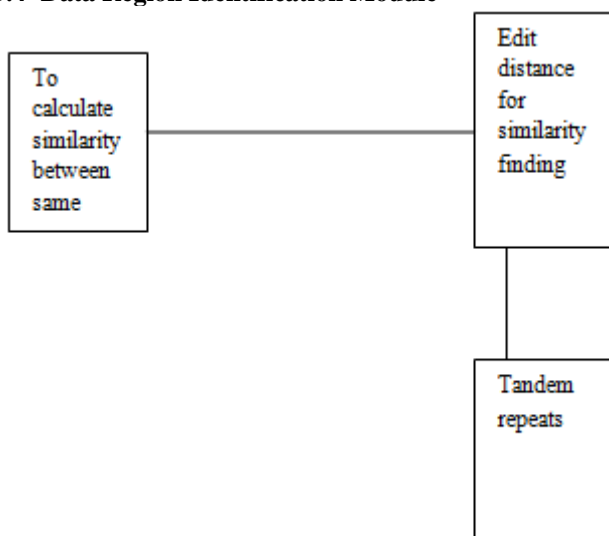 Data Region Identification Module
To
calculate
similarity
between
same
Edit
distance
for
similarity
finding
Tandem
repeats